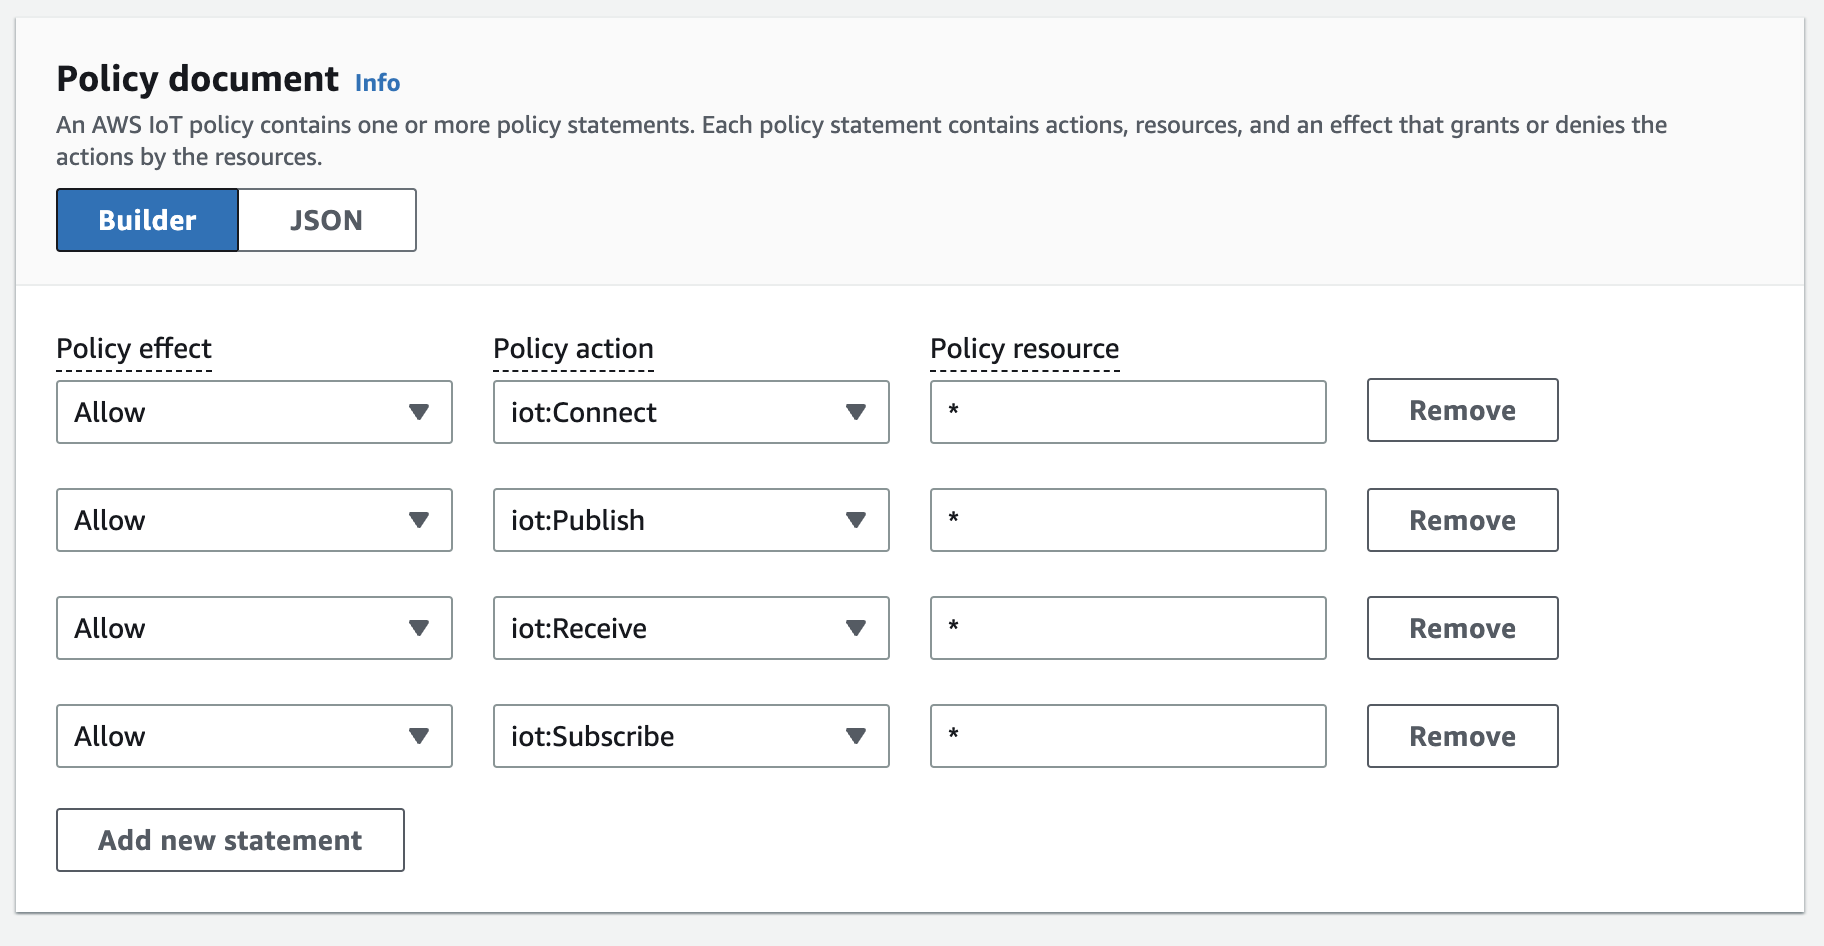 Policy document Info
An AWS IoT policy contains one or more policy statements. Each policy statement contains actions, resources, and an effect that grants or denies the
actions by the resources.
Builder JSON
Policy effect Policy action Policy resource
Allow iot:Connect * Remove
Allow iot:Publish * Remove
Allow iot:Receive * Remove
Allow iot:Subscribe * Remove
Add new statement